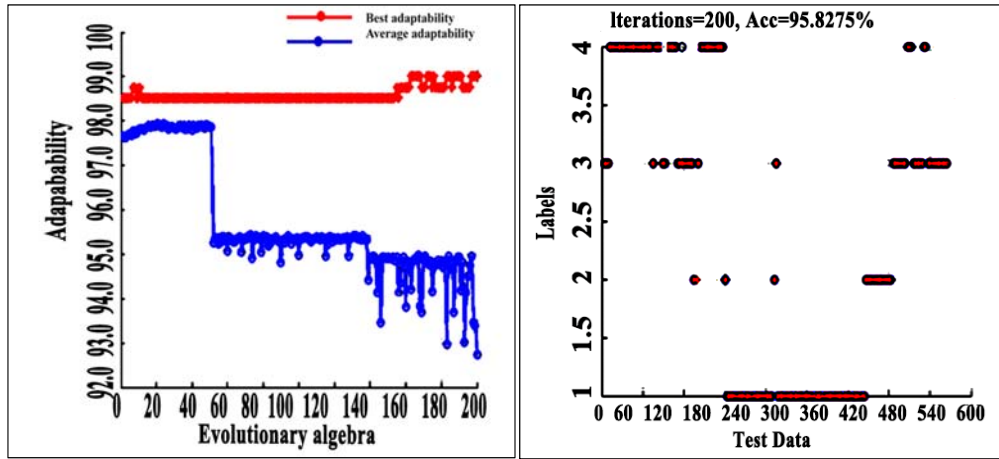 Best adaptability
Average adaptability
100
99.0
98.0
97.0
96.0
95.0
94.0
93.0
92.0
Adapabability
0 20 40 60 80 100 120 140 160 180 200
Evolutionary algebra
Iterations=200, Acc=95.8275%
4
3.5
3
2.5
2
1.5
1
Labels
0 60 120 180 240 300 360 420 480 540 600
Test Data